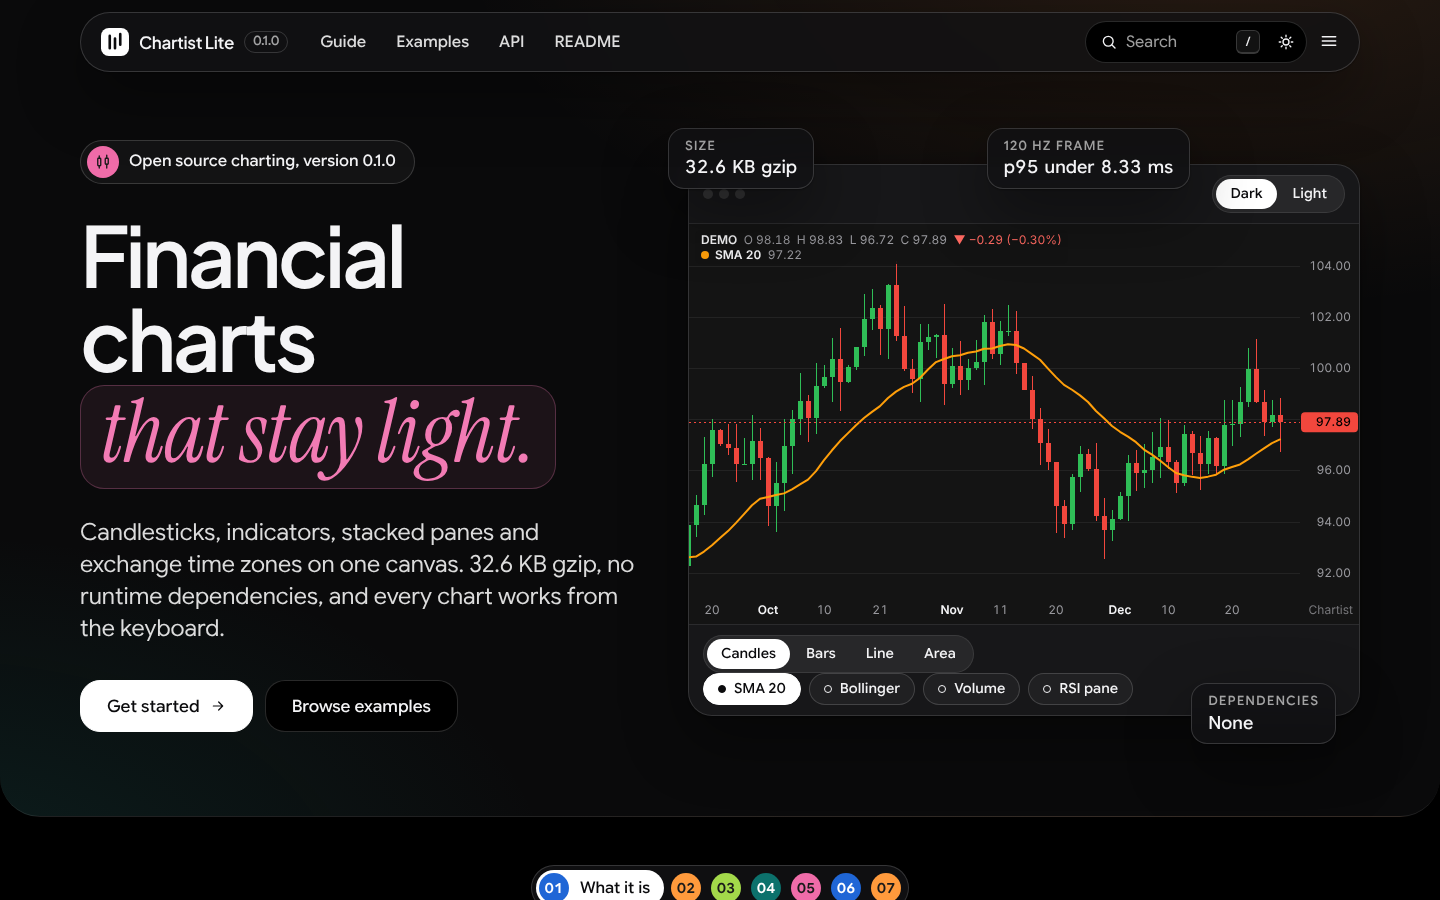 Chartist Lite 0.1.0 Guide Examples API README Search /
Open source charting, version 0.1.0
Financial
charts
that stay light.
Candlesticks, indicators, stacked panes and
exchange time zones on one canvas. 32.6 KB gzip, no
runtime dependencies, and every chart works from
the keyboard.
Get started → Browse examples
SIZE
32.6 KB gzip
120 HZ FRAME
p95 under 8.33 ms
Dark Light
DEMO O 98.18 H 98.83 L 96.72 C 97.89 ▼ −0.29 (−0.30%)
SMA 20 97.22
104.00
102.00
100.00
97.89
96.00
94.00
92.00
20 Oct 10 21 Nov 11 20 Dec 10 20 Chartist
Candles Bars Line Area
SMA 20 Bollinger Volume RSI pane
DEPENDENCIES
None
01 What it is 02 03 04 05 06 07